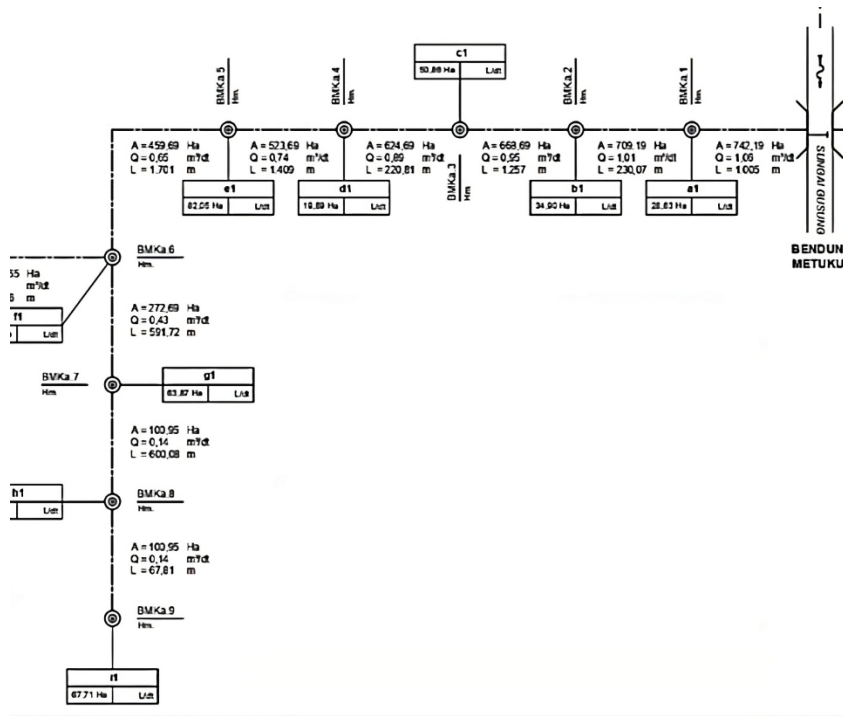 c1
50,88 Ha L/dt
BMKa.5
Hm.
BMKa.4
Hm.
BMKa.2
Hm.
BMKa.1
Hm.
A = 459,69 Ha
Q = 0,65 m³/dt
L = 1.701 m
A = 523,69 Ha
Q = 0,74 m³/dt
L = 1.409 m
A = 624,69 Ha
Q = 0,89 m³/dt
L = 220,81 m
A = 668,69 Ha
Q = 0,95 m³/dt
L = 1.257 m
A = 709.19 Ha
Q = 1,01 m³/dt
L = 230,07 m
A = 742,19 Ha
Q = 1,06 m³/dt
L = 1.005 m
BMKa.3
Hm.
SUNGAI GUSUNG
e1
82,05 Ha L/dt
d1
19,89 Ha L/dt
b1
34,90 Ha L/dt
a1
28,63 Ha L/dt
BENDUN
METUKU
BMKa.6
Hm.
Ha
m³/dt
m
f1
L/dt
A = 272,69 Ha
Q = 0,43 m³/dt
L = 591,72 m
BMKa.7
Hm.
g1
63,87 Ha L/dt
A = 100,95 Ha
Q = 0,14 m³/dt
L = 600,08 m
h1
L/dt
BMKa.8
Hm.
A = 100,95 Ha
Q = 0,14 m³/dt
L = 67,81 m
BMKa.9
Hm.
i1
67,71 Ha L/dt